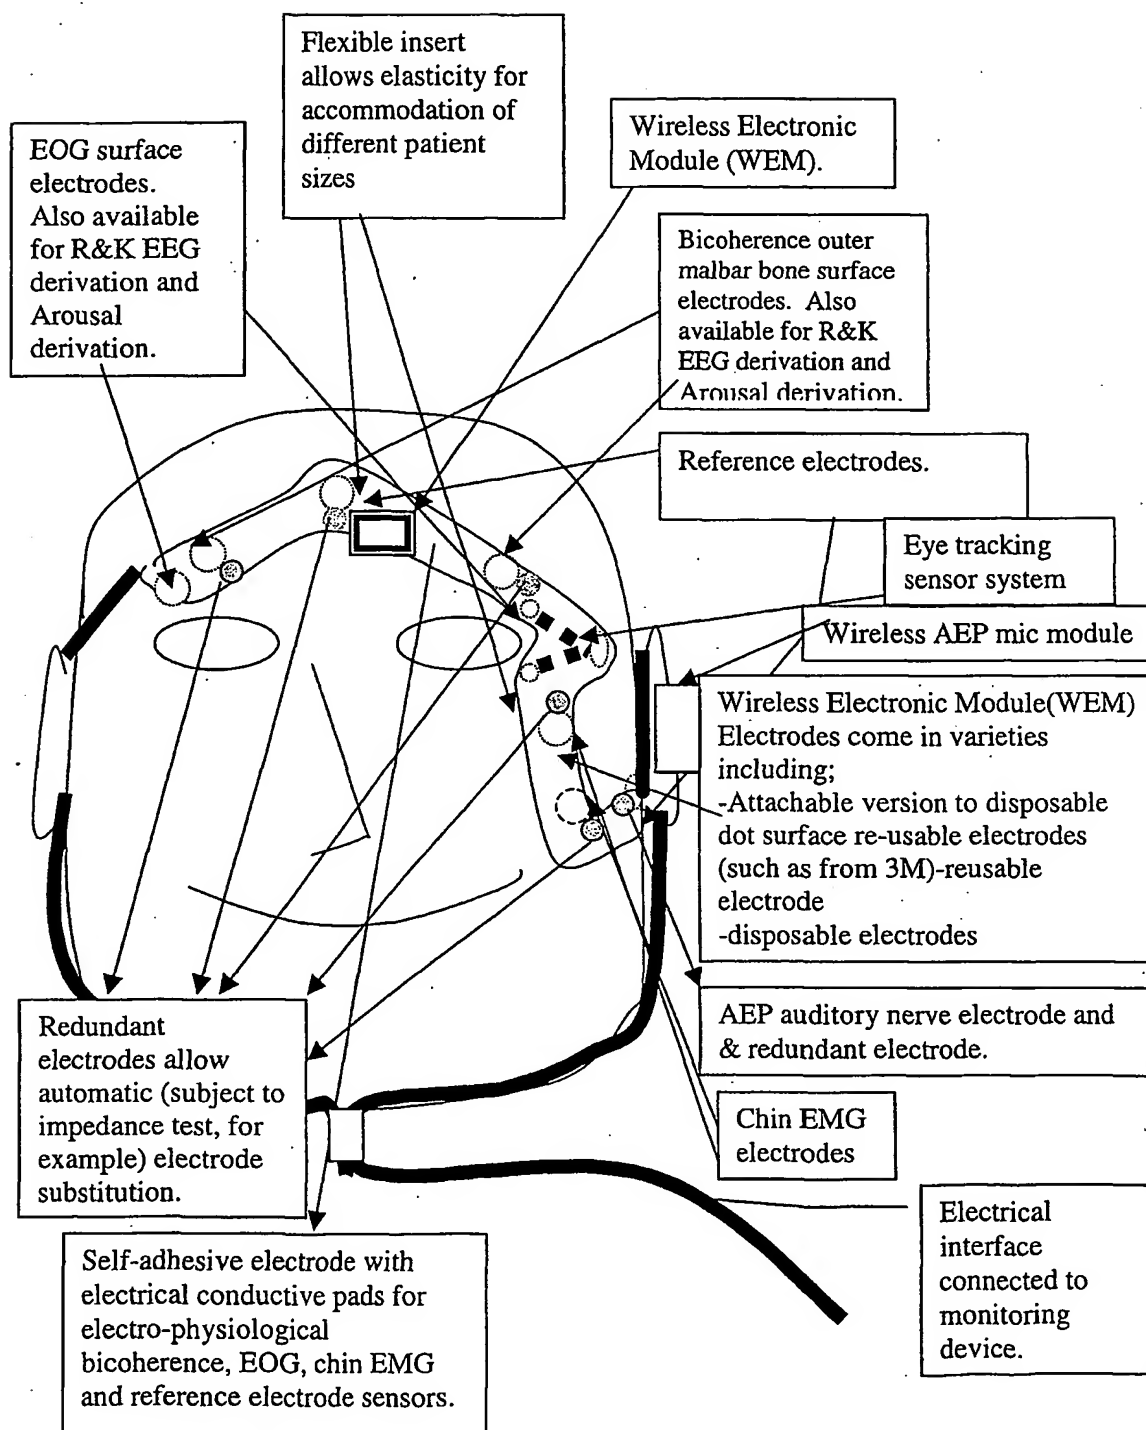 Flexible insert
allows elasticity for
accommodation of
different patient
sizes
EOG surface
electrodes.
Also available
for R&K EEG
derivation and
Arousal
derivation.
Wireless Electronic
Module (WEM).
Bicoherence outer
malbar bone surface
electrodes. Also
available for R&K
EEG derivation and
Arousal derivation.
Reference electrodes.
Eye tracking
sensor system
Wireless AEP mic module
Wireless Electronic Module(WEM)
Electrodes come in varieties
including;
-Attachable version to disposable
dot surface re-usable electrodes
(such as from 3M)-reusable
electrode
-disposable electrodes
AEP auditory nerve electrode and
& redundant electrode.
Chin EMG
electrodes
Redundant
electrodes allow
automatic (subject to
impedance test, for
example) electrode
substitution.
Electrical
interface
connected to
monitoring
device.
Self-adhesive electrode with
electrical conductive pads for
electro-physiological
bicoherence, EOG, chin EMG
and reference electrode sensors.